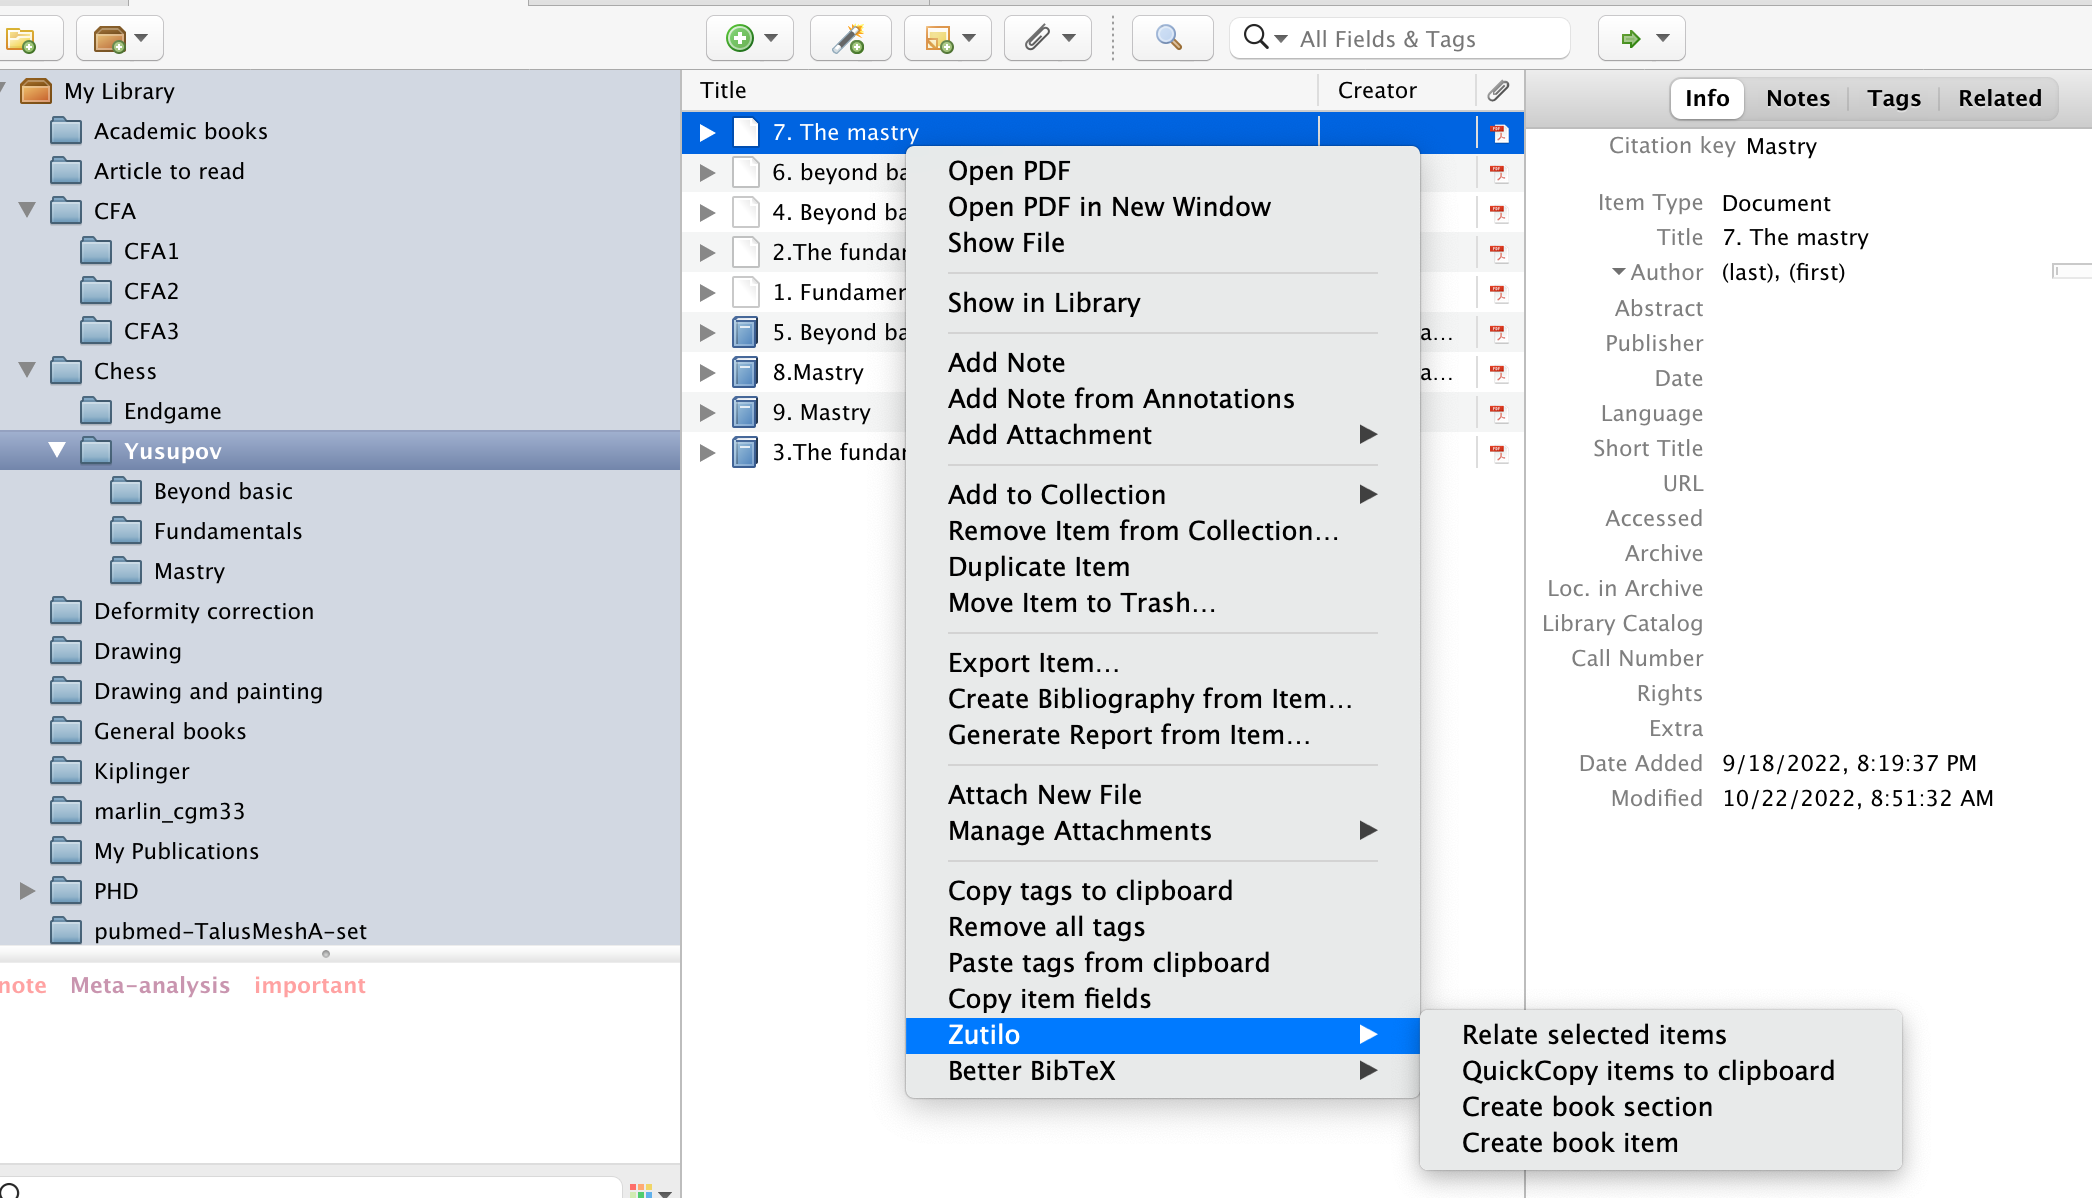 All Fields & Tags
My Library
Academic books
Article to read
CFA
CFA1
CFA2
CFA3
Chess
Endgame
Yusupov
Beyond basic
Fundamentals
Mastry
Deformity correction
Drawing
Drawing and painting
General books
Kiplinger
marlin_cgm33
My Publications
PHD
pubmed-TalusMeshA-set
note Meta-analysis important
Title Creator
7. The mastry
6. beyond ba
4. Beyond ba
2.The fundar
1. Fundamer
5. Beyond ba a...
8.Mastry a...
9. Mastry
3.The fundar
Open PDF
Open PDF in New Window
Show File
Show in Library
Add Note
Add Note from Annotations
Add Attachment
Add to Collection
Remove Item from Collection...
Duplicate Item
Move Item to Trash...
Export Item...
Create Bibliography from Item...
Generate Report from Item...
Attach New File
Manage Attachments
Copy tags to clipboard
Remove all tags
Paste tags from clipboard
Copy item fields
Zutilo
Better BibTeX
Relate selected items
QuickCopy items to clipboard
Create book section
Create book item
Info Notes Tags Related
Citation key Mastry
Item Type Document
Title 7. The mastry
Author (last), (first)
Abstract
Publisher
Date
Language
Short Title
URL
Accessed
Archive
Loc. in Archive
Library Catalog
Call Number
Rights
Extra
Date Added 9/18/2022, 8:19:37 PM
Modified 10/22/2022, 8:51:32 AM